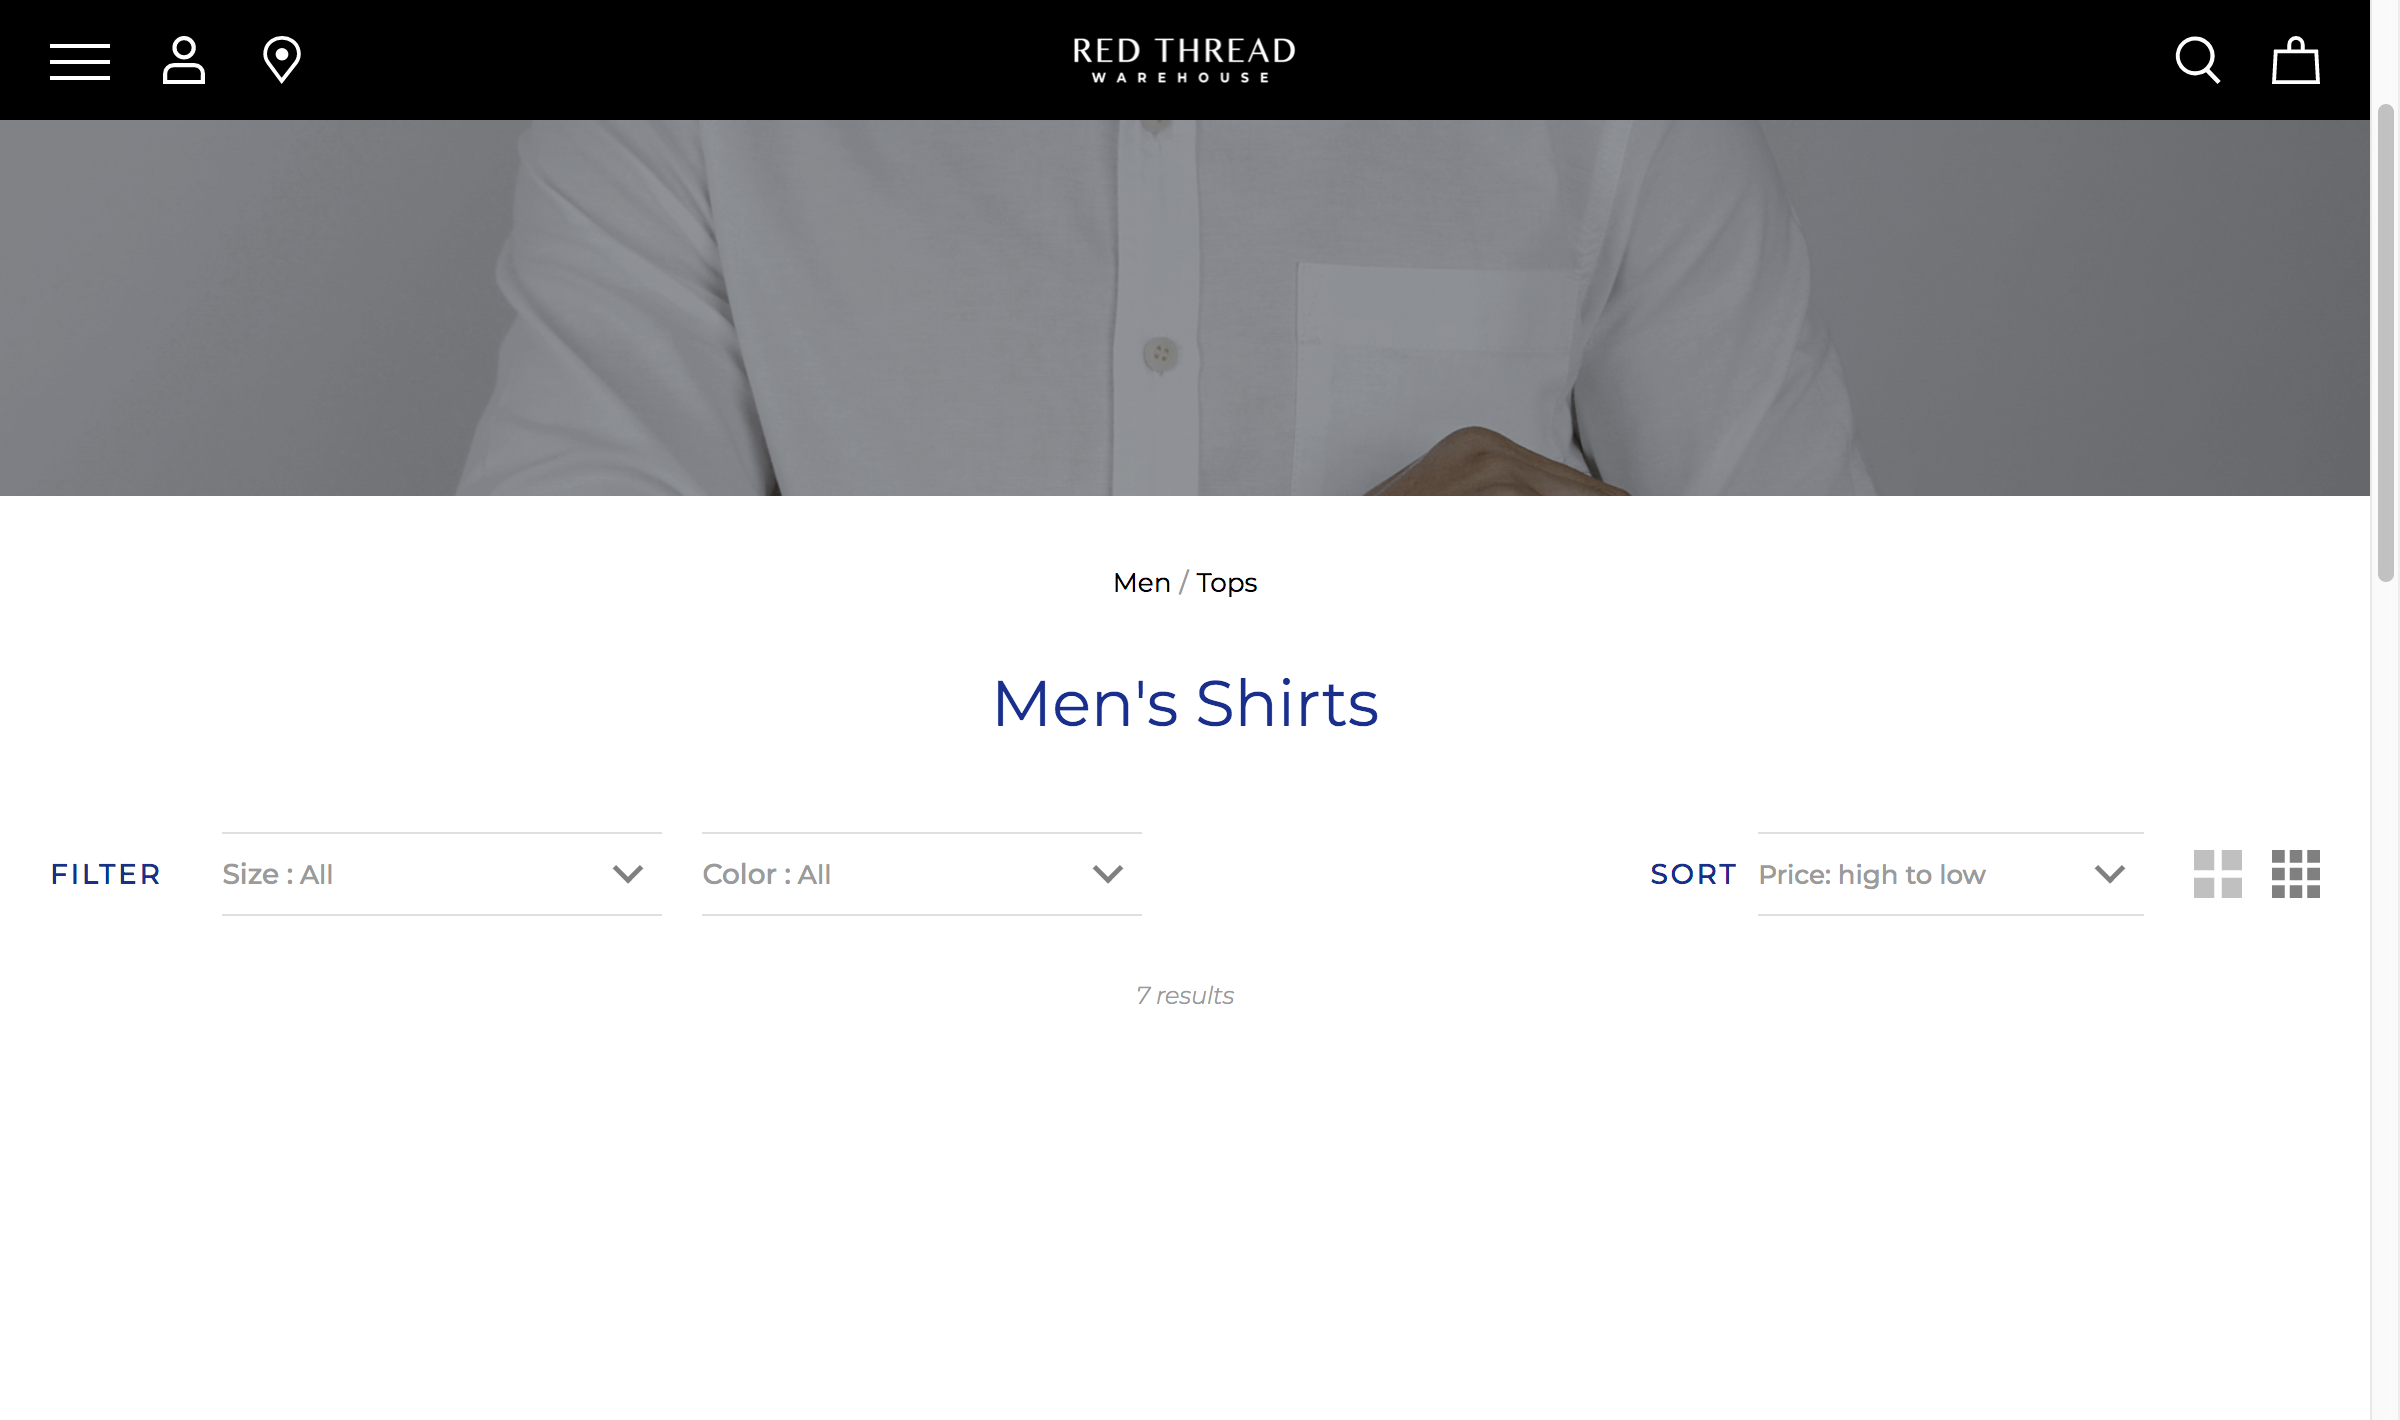 RED THREAD
WAREHOUSE
Men / Tops
Men's Shirts
FILTER
Size : All
Color : All
SORT
Price: high to low
7 results